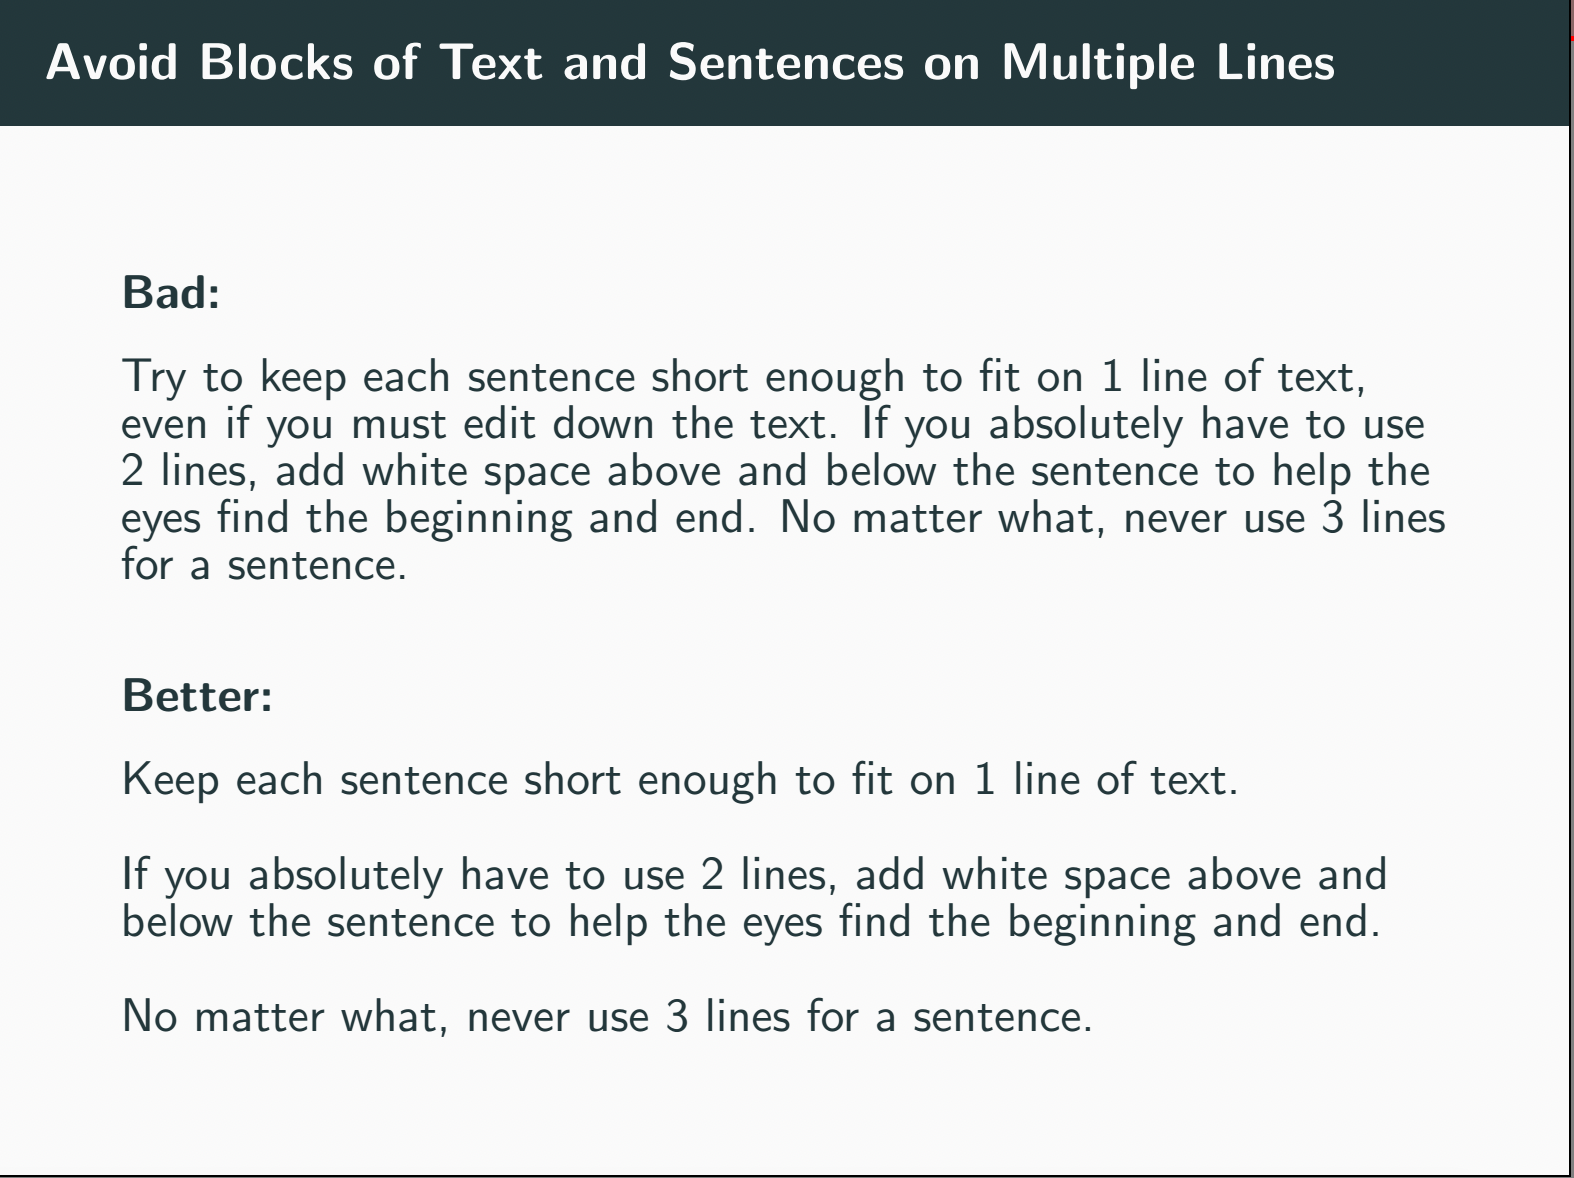 Avoid Blocks of Text and Sentences on Multiple Lines
Bad:
Try to keep each sentence short enough to fit on 1 line of text,
even if you must edit down the text. If you absolutely have to use
2 lines, add white space above and below the sentence to help the
eyes find the beginning and end. No matter what, never use 3 lines
for a sentence.
Better:
Keep each sentence short enough to fit on 1 line of text.
If you absolutely have to use 2 lines, add white space above and
below the sentence to help the eyes find the beginning and end.
No matter what, never use 3 lines for a sentence.